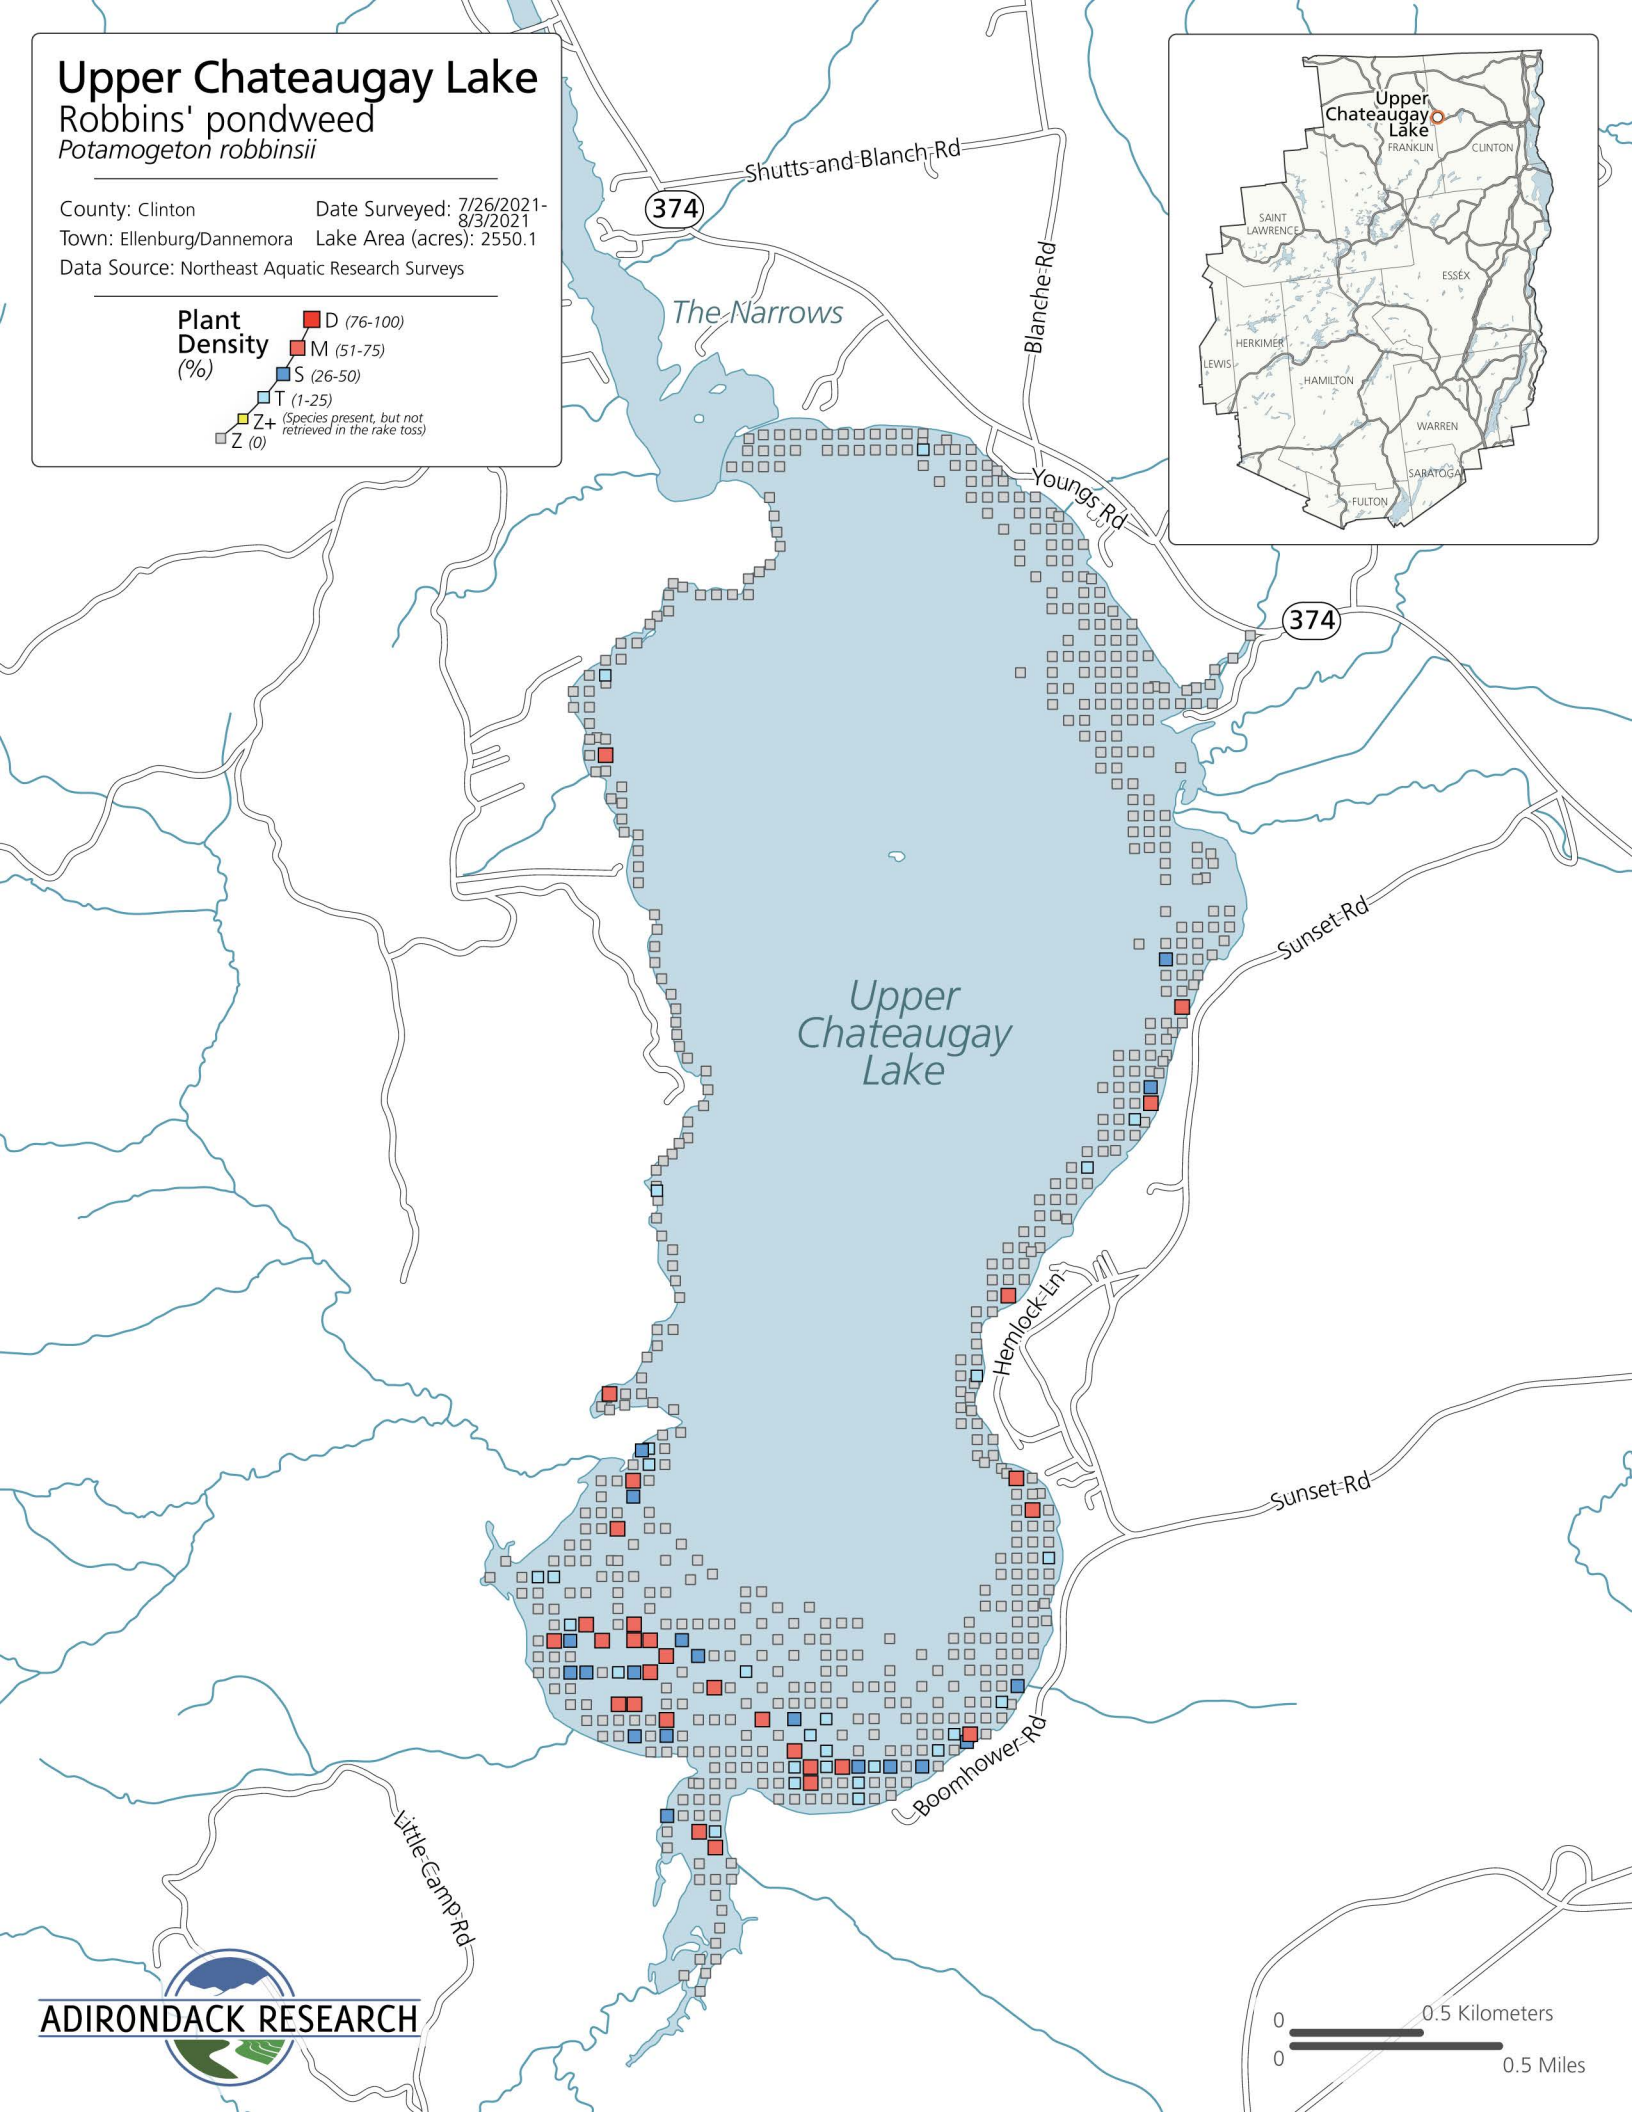 Upper Chateaugay Lake
Robbins' pondweed
Potamogeton robbinsii
County: Clinton
Date Surveyed: 7/26/2021-
8/3/2021
Town: Ellenburg/Dannemora
Lake Area (acres): 2550.1
Data Source: Northeast Aquatic Research Surveys
Plant
Density
(%)
D (76-100)
M (51-75)
S (26-50)
T (1-25)
Z+ (Species present, but not
retrieved in the rake toss)
Z (0)
Upper
Chateaugay
Lake
FRANKLIN
CLINTON
SAINT
LAWRENCE
ESSEX
HERKIMER
LEWIS
HAMILTON
WARREN
SARATOGA
FULTON
Shutts and Blanch Rd
374
Blanche Rd
The Narrows
Youngs Rd
374
Sunset Rd
Upper
Chateaugay
Lake
Hemlock Ln
Sunset Rd
Boomhower Rd
Little Camp Rd
ADIRONDACK RESEARCH
0
0.5 Kilometers
0
0.5 Miles